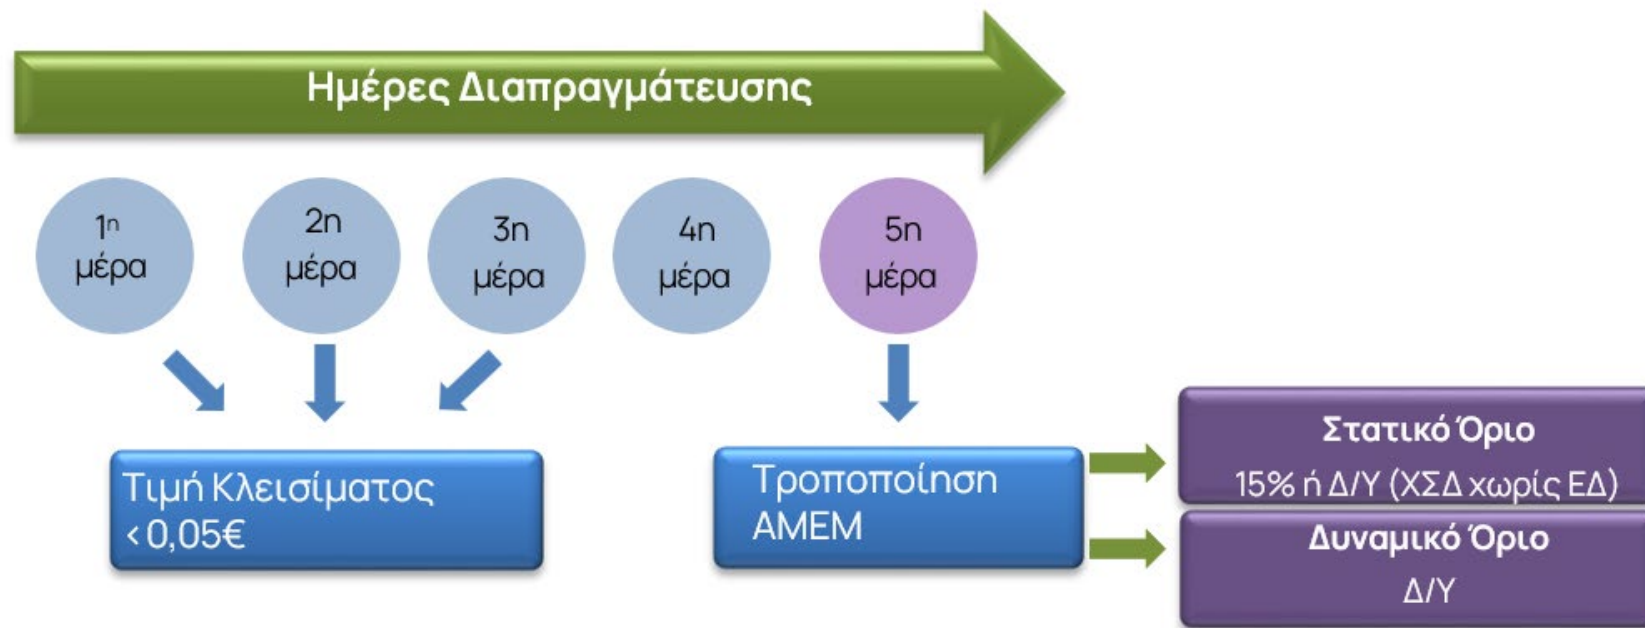 Ημέρες Διαπραγμάτευσης
1η
μέρα
2η
μέρα
3η
μέρα
4η
μέρα
5η
μέρα
Τιμή Κλεισίματος
<0,05€
Τροποποίηση
ΑΜΕΜ
Στατικό Όριο
15% ή Δ/Υ (ΧΣΔ χωρίς ΕΔ)
Δυναμικό Όριο
Δ/Υ